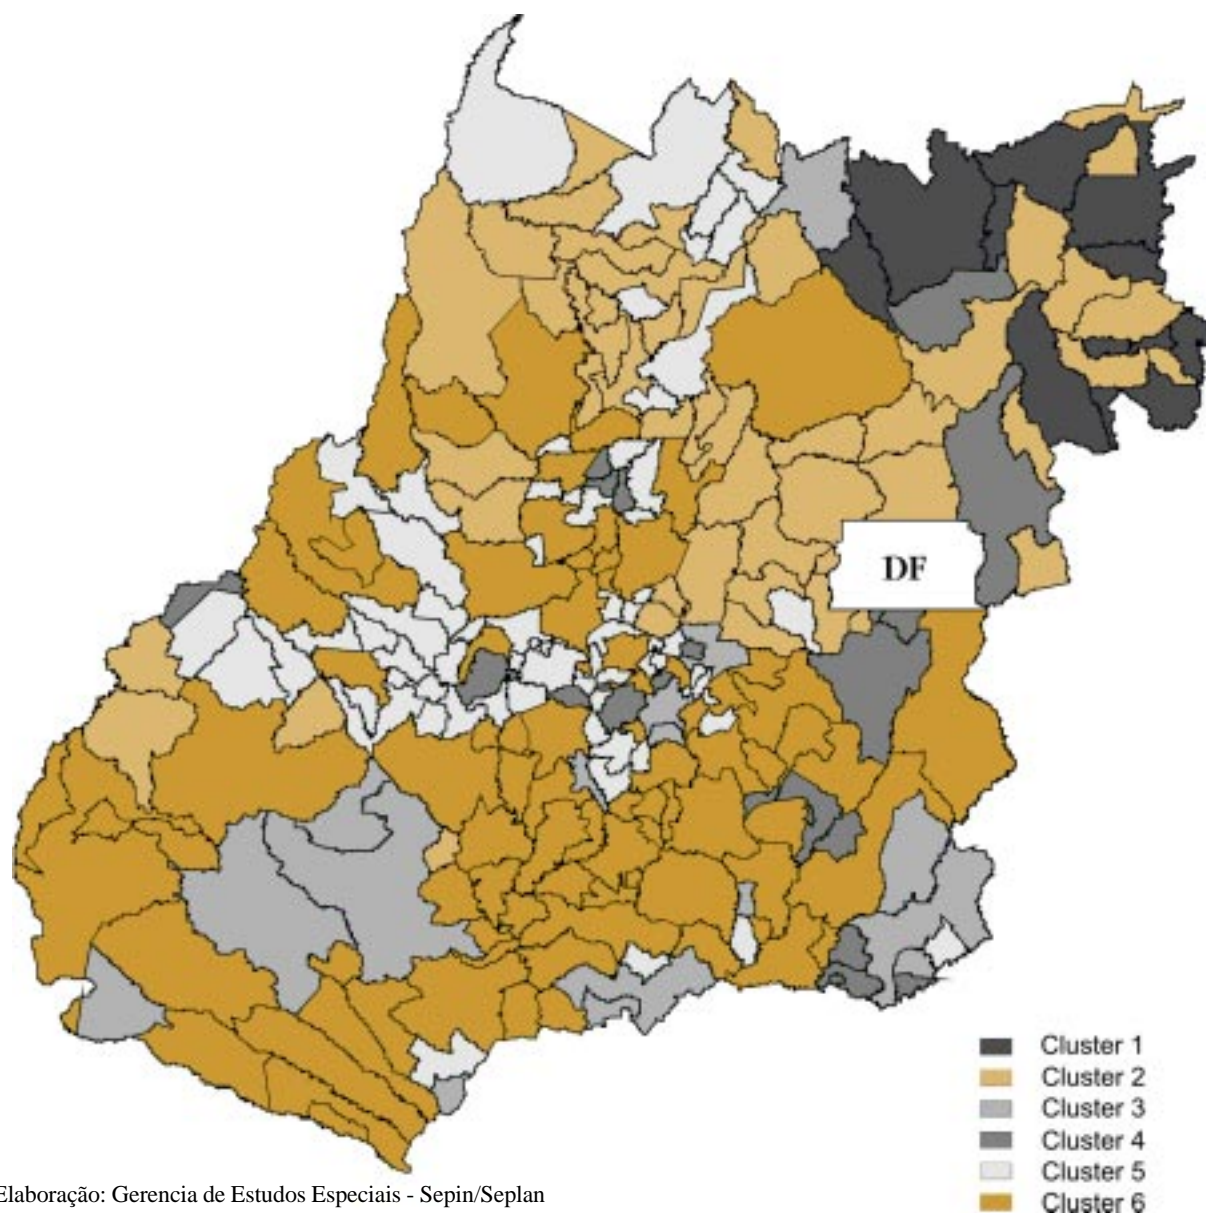 DF
Cluster 1
Cluster 2
Cluster 3
Cluster 4
Cluster 5
Cluster 6
Elaboração: Gerencia de Estudos Especiais - Sepin/Seplan